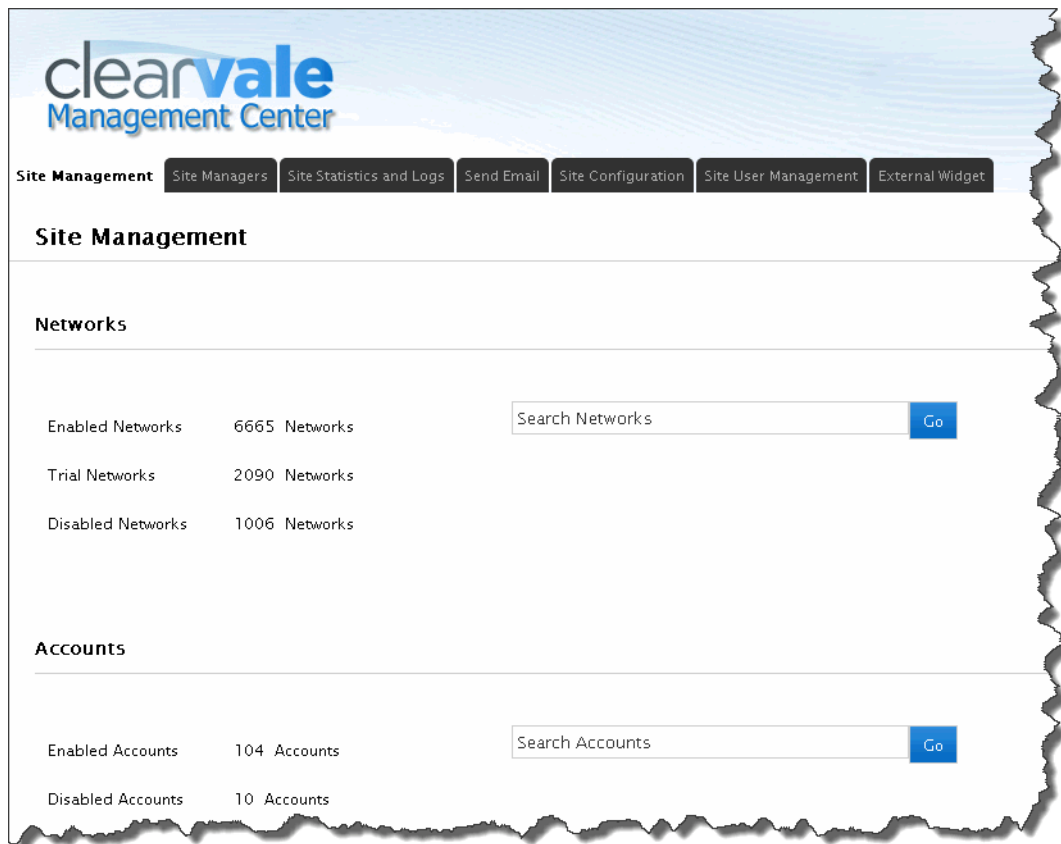 clearvale
Management Center
Site Management Site Managers Site Statistics and Logs Send Email Site Configuration Site User Management External Widget
Site Management
Networks
Enabled Networks 6665 Networks Search Networks Go
Trial Networks 2090 Networks
Disabled Networks 1006 Networks
Accounts
Enabled Accounts 104 Accounts Search Accounts Go
Disabled Accounts 10 Accounts